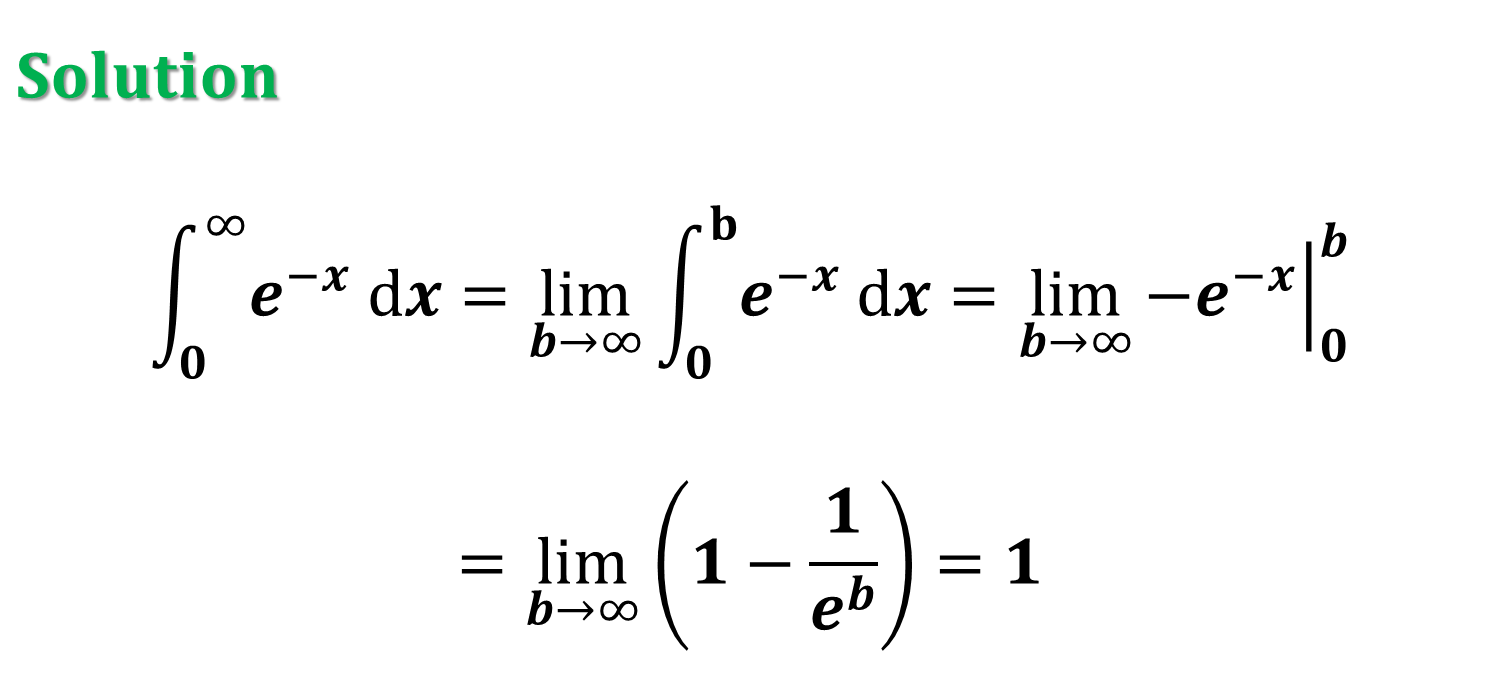 Solution
∫₀^∞ e^{−x} dx = lim_{b→∞} ∫₀^b e^{−x} dx = lim_{b→∞} −e^{−x}|₀^b
= lim_{b→∞} (1 − 1/e^b) = 1